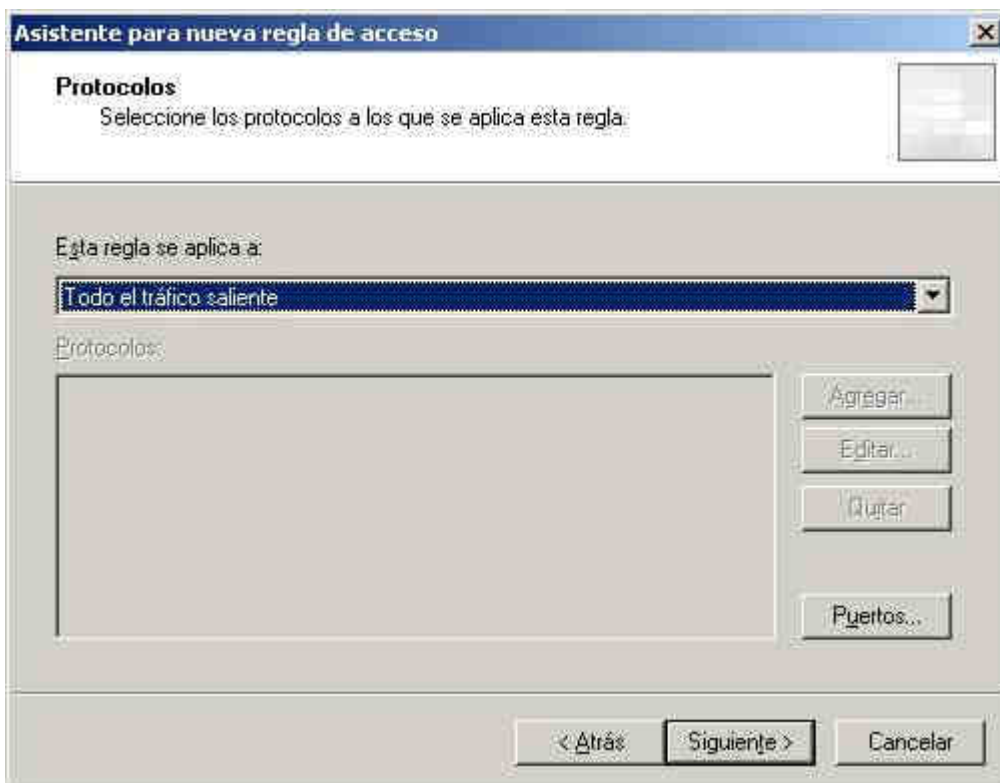 Asistente para nueva regla de acceso
Protocolos
Seleccione los protocolos a los que se aplica esta regla.
Esta regla se aplica a:
Todo el tráfico saliente
Protocolos:
Agregar...
Editar...
Quitar
Puertos...
< Atrás
Siguiente >
Cancelar